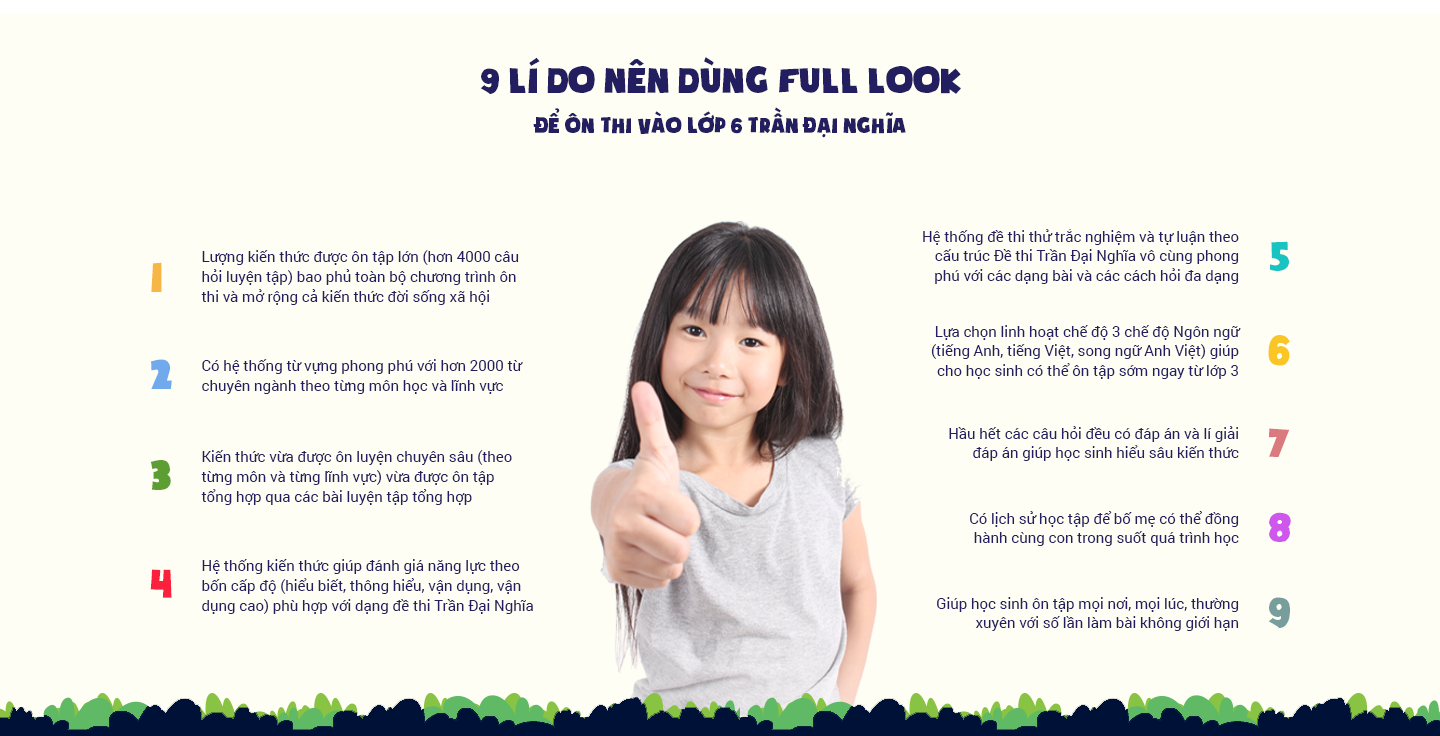 9 LÍ DO NÊN DÙNG FULL LOOK
ĐỂ ÔN THI VÀO LỚP 6 TRẦN ĐẠI NGHĨA
1
Lượng kiến thức được ôn tập lớn (hơn 4000 câu
hỏi luyện tập) bao phủ toàn bộ chương trình ôn
thi và mở rộng cả kiến thức đời sống xã hội
2
Có hệ thống từ vựng phong phú với hơn 2000 từ
chuyên ngành theo từng môn học và lĩnh vực
3
Kiến thức vừa được ôn luyện chuyên sâu (theo
từng môn và từng lĩnh vực) vừa được ôn tập
tổng hợp qua các bài luyện tập tổng hợp
4
Hệ thống kiến thức giúp đánh giá năng lực theo
bốn cấp độ (hiểu biết, thông hiểu, vận dụng, vận
dụng cao) phù hợp với dạng đề thi Trần Đại Nghĩa
Hệ thống đề thi thử trắc nghiệm và tự luận theo
cấu trúc Đề thi Trần Đại Nghĩa vô cùng phong
phú với các dạng bài và các cách hỏi đa dạng
5
Lựa chọn linh hoạt chế độ 3 chế độ Ngôn ngữ
(tiếng Anh, tiếng Việt, song ngữ Anh Việt) giúp
cho học sinh có thể ôn tập sớm ngay từ lớp 3
6
Hầu hết các câu hỏi đều có đáp án và lí giải
đáp án giúp học sinh hiểu sâu kiến thức
7
Có lịch sử học tập để bố mẹ có thể đồng
hành cùng con trong suốt quá trình học
8
Giúp học sinh ôn tập mọi nơi, mọi lúc, thường
xuyên với số lần làm bài không giới hạn
9